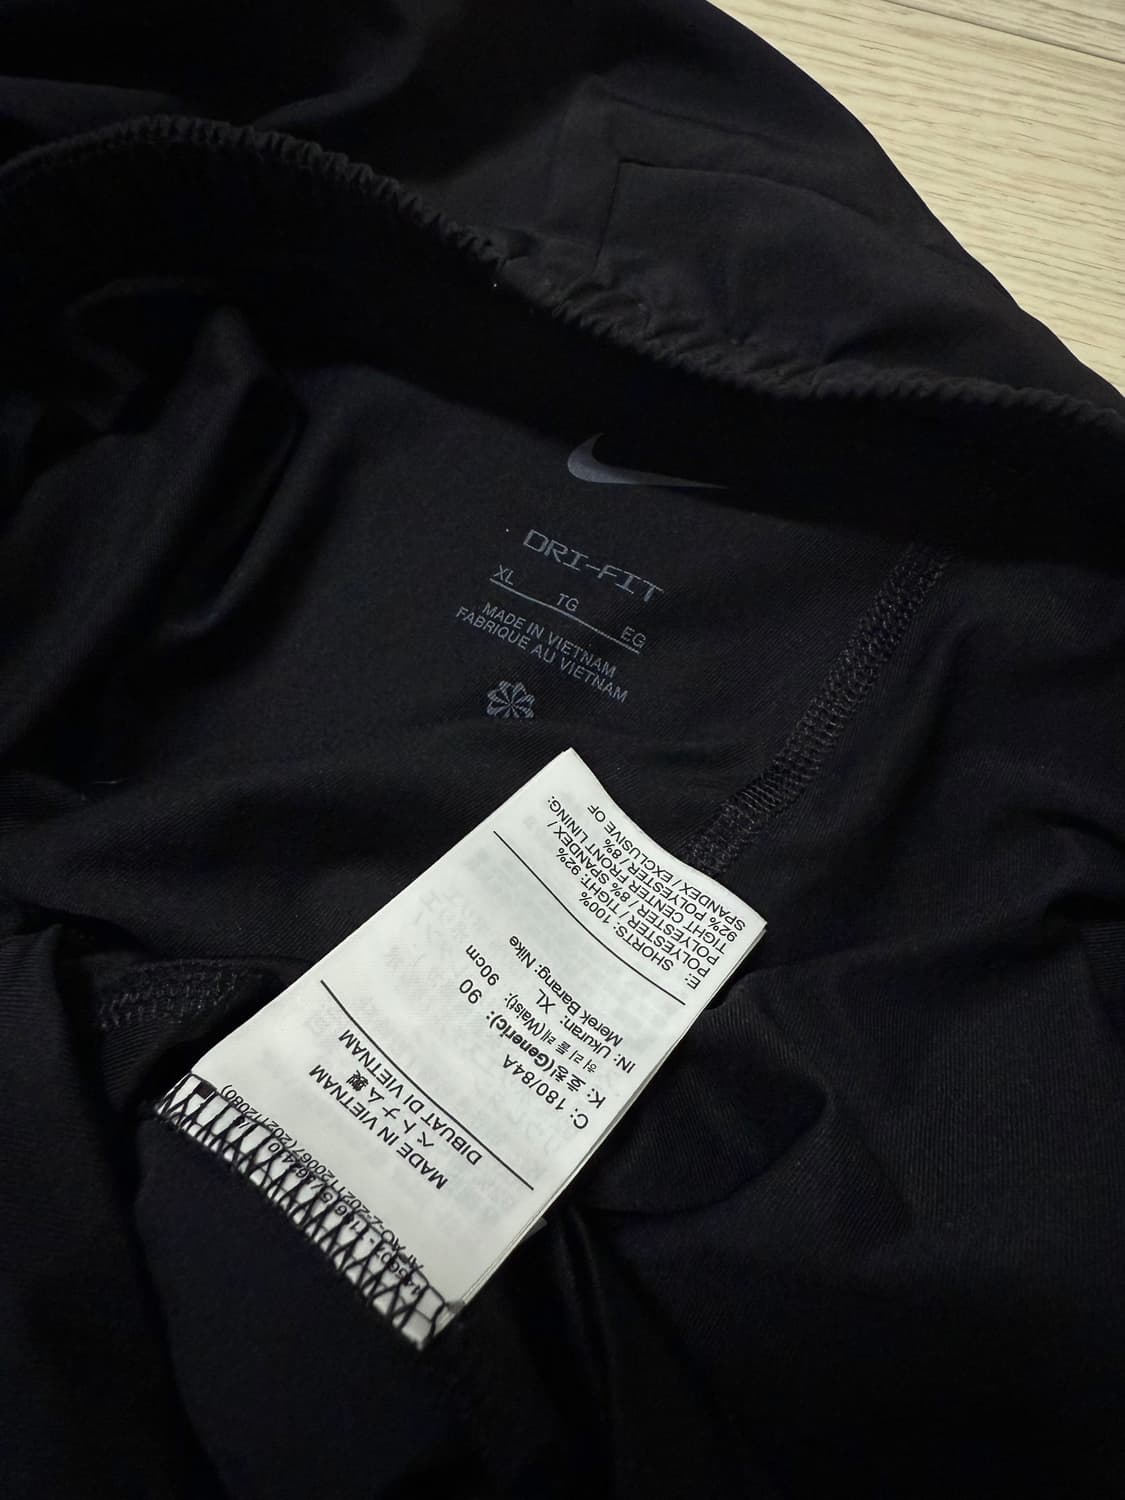 DRI-FIT
XL TG EG
MADE IN VIETNAM
FABRIQUE AU VIETNAM
MADE IN VIETNAM
ベトナム製
DIBUAT DI VIETNAM
C: 180/84A
K: 호칭(Generic): 90
허리둘레(Waist): 90cm
IN: Ukuran: XL
Merek Barang: Nike
E:
SHORTS: 100%
POLYESTER / TIGHT: 92%
POLYESTER / 8% SPANDEX /
TIGHT CENTER FRONT LINING:
92% POLYESTER / 8%
SPANDEX / EXCLUSIVE OF